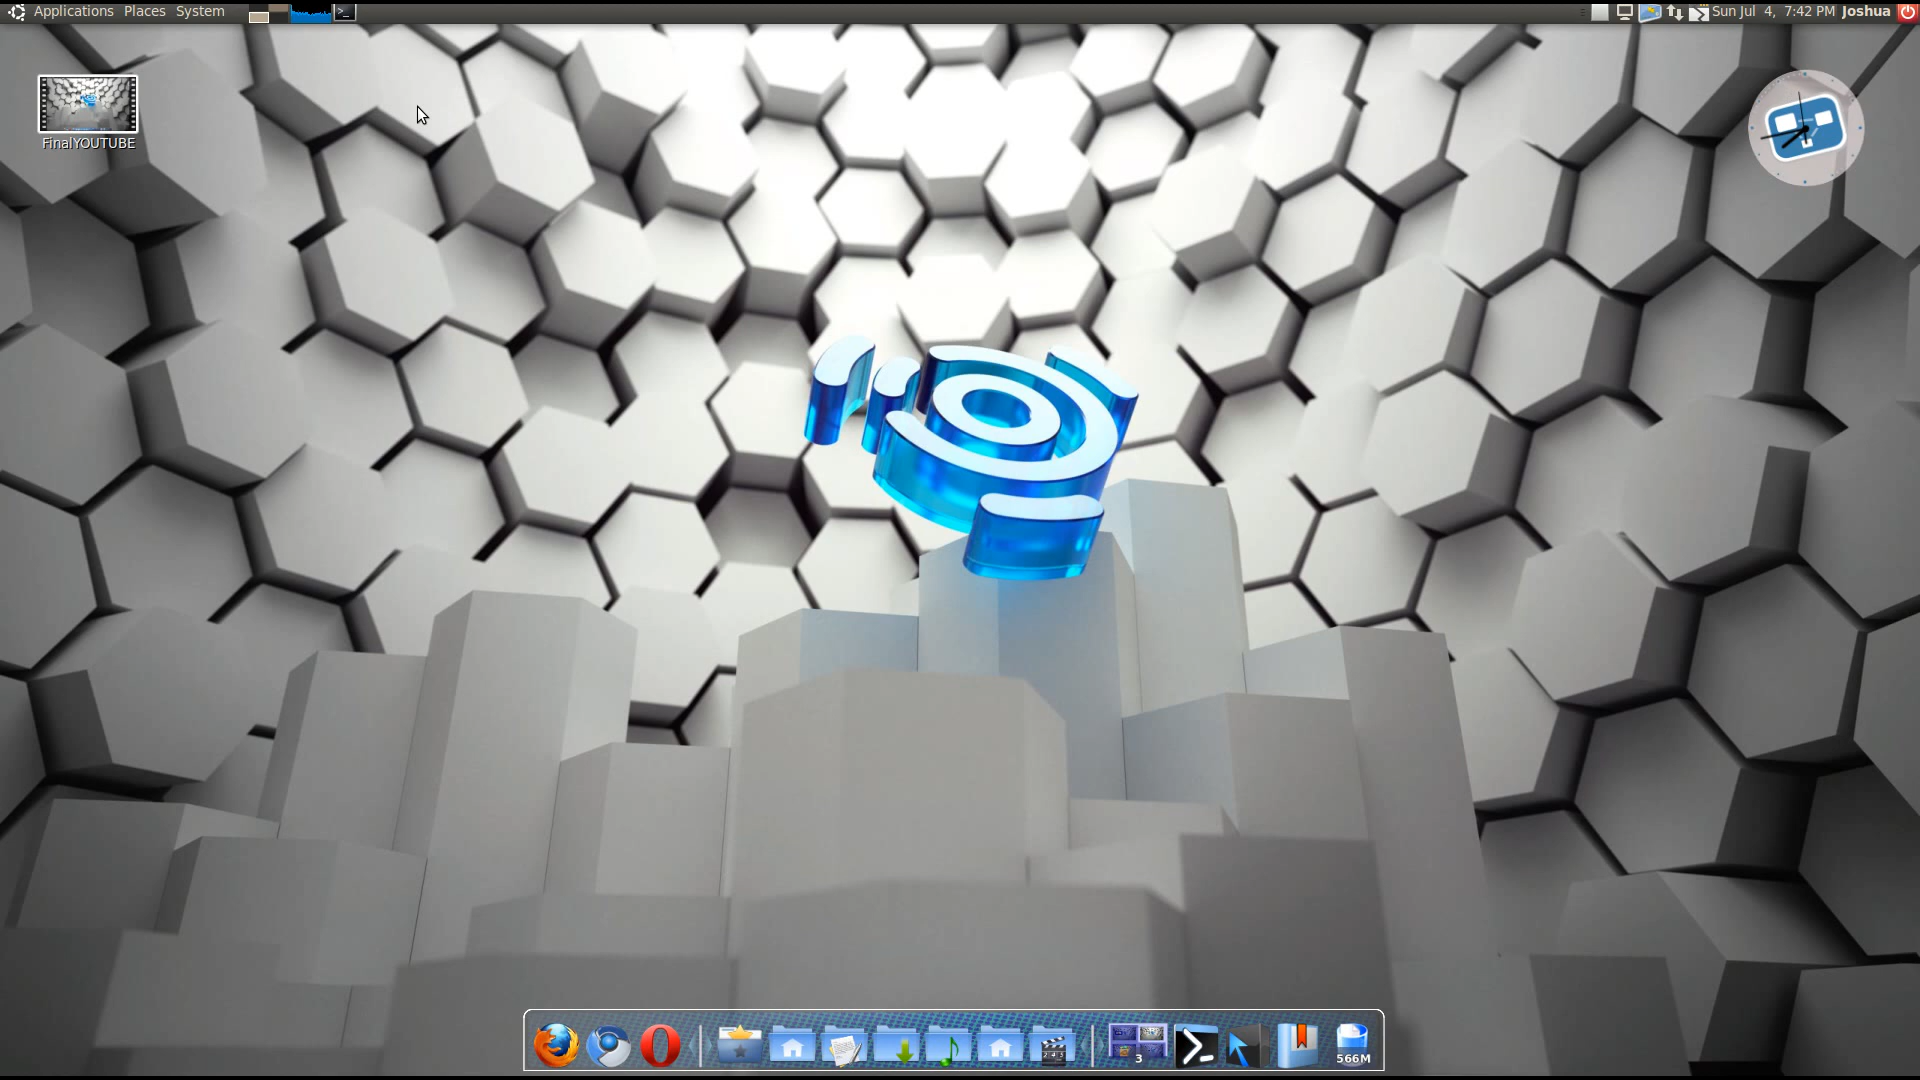 Applications Places System
Sun Jul 4, 7:42 PM Joshua
FinalYOUTUBE
3
566M